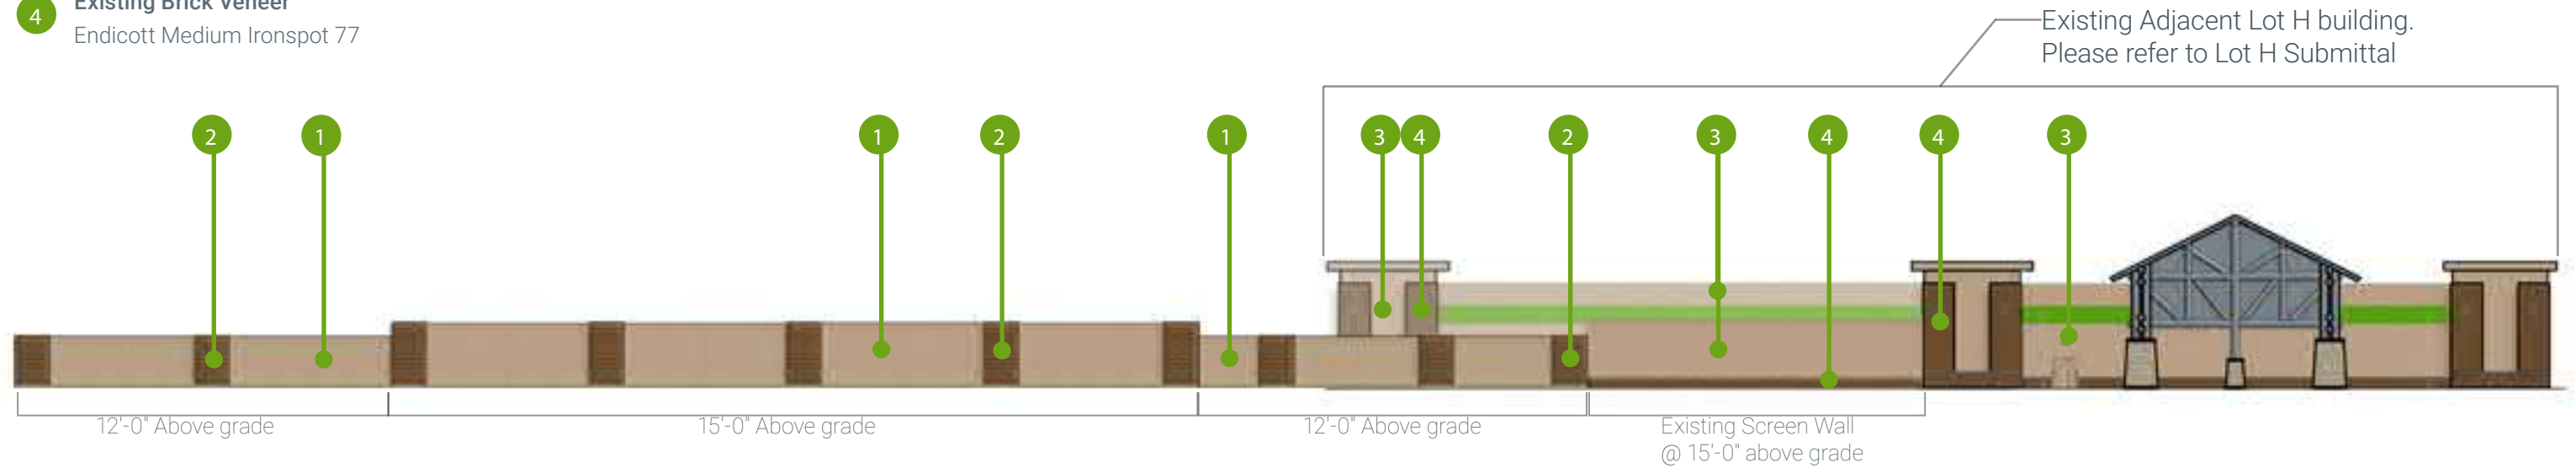 4
Existing Brick Veneer
Endicott Medium Ironspot 77
Existing Adjacent Lot H building.
Please refer to Lot H Submittal
2 1 1 2 1 3 4 2 3 4 4 3
12'-0" Above grade
15'-0" Above grade
12'-0" Above grade
Existing Screen Wall
@ 15'-0" above grade